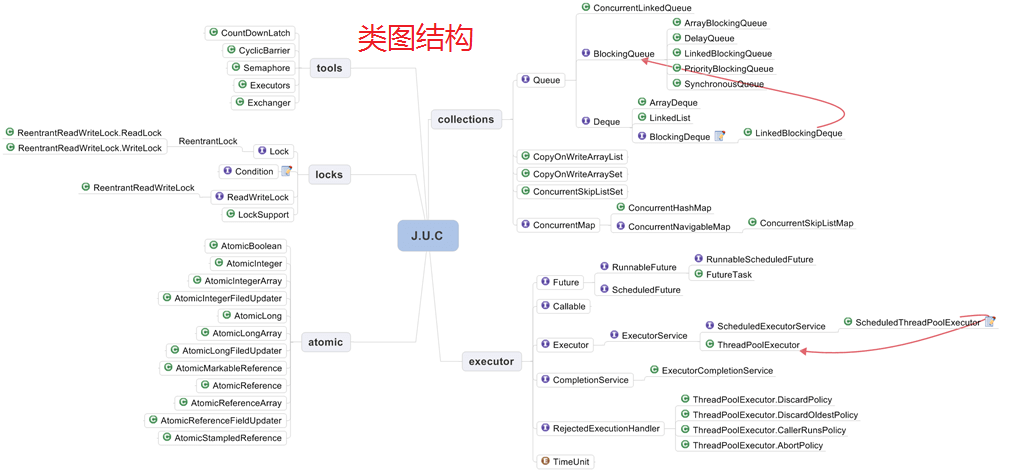 类图结构
J.U.C
tools
CountDownLatch
CyclicBarrier
Semaphore
Executors
Exchanger
locks
Lock
ReentrantLock
ReentrantReadWriteLock.ReadLock
ReentrantReadWriteLock.WriteLock
Condition
ReadWriteLock
ReentrantReadWriteLock
LockSupport
atomic
AtomicBoolean
AtomicInteger
AtomicIntegerArray
AtomicIntegerFiledUpdater
AtomicLong
AtomicLongArray
AtomicLongFiledUpdater
AtomicMarkableReference
AtomicReference
AtomicReferenceArray
AtomicReferenceFieldUpdater
AtomicStampledReference
collections
Queue
ConcurrentLinkedQueue
BlockingQueue
ArrayBlockingQueue
DelayQueue
LinkedBlockingQueue
PriorityBlockingQueue
SynchronousQueue
Deque
ArrayDeque
LinkedList
BlockingDeque
LinkedBlockingDeque
CopyOnWriteArrayList
CopyOnWriteArraySet
ConcurrentSkipListSet
ConcurrentMap
ConcurrentHashMap
ConcurrentNavigableMap
ConcurrentSkipListMap
executor
Future
RunnableFuture
RunnableScheduledFuture
FutureTask
ScheduledFuture
Callable
Executor
ExecutorService
ScheduledExecutorService
ScheduledThreadPoolExecutor
ThreadPoolExecutor
CompletionService
ExecutorCompletionService
RejectedExecutionHandler
ThreadPoolExecutor.DiscardPolicy
ThreadPoolExecutor.DiscardOldestPolicy
ThreadPoolExecutor.CallerRunsPolicy
ThreadPoolExecutor.AbortPolicy
TimeUnit